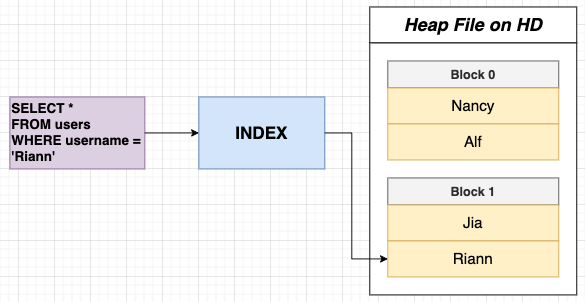 SELECT *
FROM users
WHERE username =
'Riann'
INDEX
Heap File on HD
Block 0
Nancy
Alf
Block 1
Jia
Riann